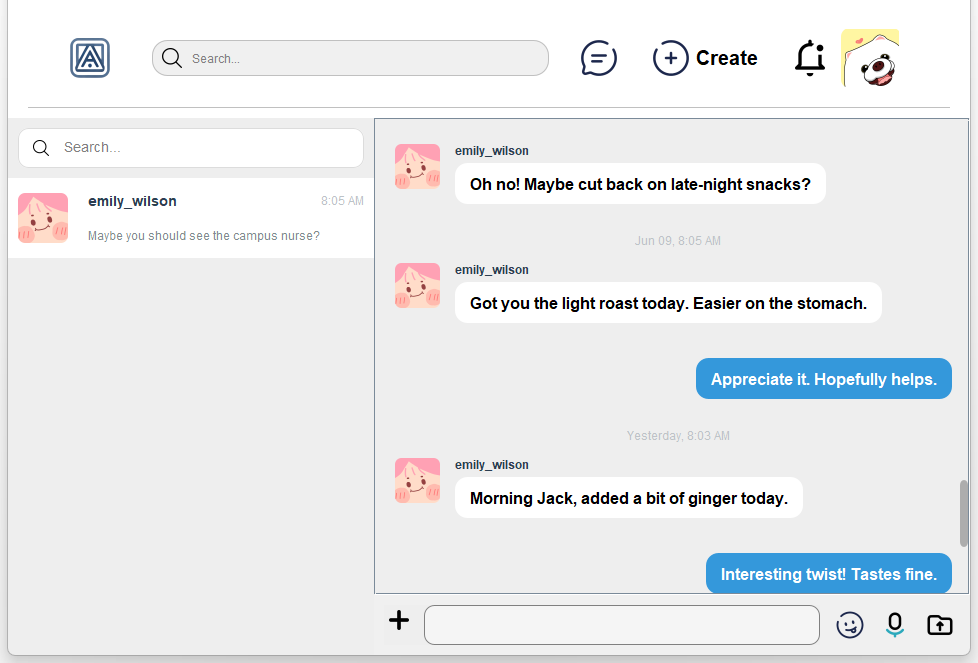 Search...
Create
Search...
emily_wilson
8:05 AM
Maybe you should see the campus nurse?
emily_wilson
Oh no! Maybe cut back on late-night snacks?
Jun 09, 8:05 AM
emily_wilson
Got you the light roast today. Easier on the stomach.
Appreciate it. Hopefully helps.
Yesterday, 8:03 AM
emily_wilson
Morning Jack, added a bit of ginger today.
Interesting twist! Tastes fine.